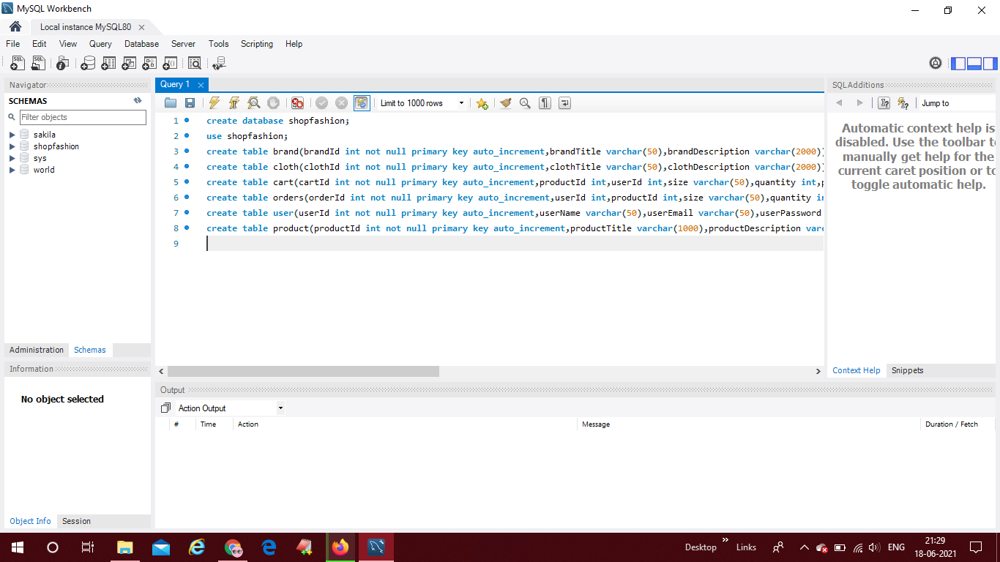 MySQL Workbench
Local instance MySQL80
File Edit View Query Database Server Tools Scripting Help
Navigator
SCHEMAS
Filter objects
sakila
shopfashion
sys
world
Administration Schemas
Information
No object selected
Object Info Session
Query 1
Limit to 1000 rows
1 create database shopfashion;
2 use shopfashion;
3 create table brand(brandId int not null primary key auto_increment,brandTitle varchar(50),brandDescription varchar(2000))
4 create table cloth(clothId int not null primary key auto_increment,clothTitle varchar(50),clothDescription varchar(2000))
5 create table cart(cartId int not null primary key auto_increment,productId int,userId int,size varchar(50),quantity int,
6 create table orders(orderId int not null primary key auto_increment,userId int,productId int,size varchar(50),quantity
7 create table user(userId int not null primary key auto_increment,userName varchar(50),userEmail varchar(50),userPassword
8 create table product(productId int not null primary key auto_increment,productTitle varchar(1000),productDescription
9
Output
Action Output
# Time Action Message Duration / Fetch
SQLAdditions
Jump to
Automatic context help is
disabled. Use the toolbar
manually get help for the
current caret position or
toggle automatic help.
Context Help Snippets
Desktop Links ENG 21:29
18-06-2021